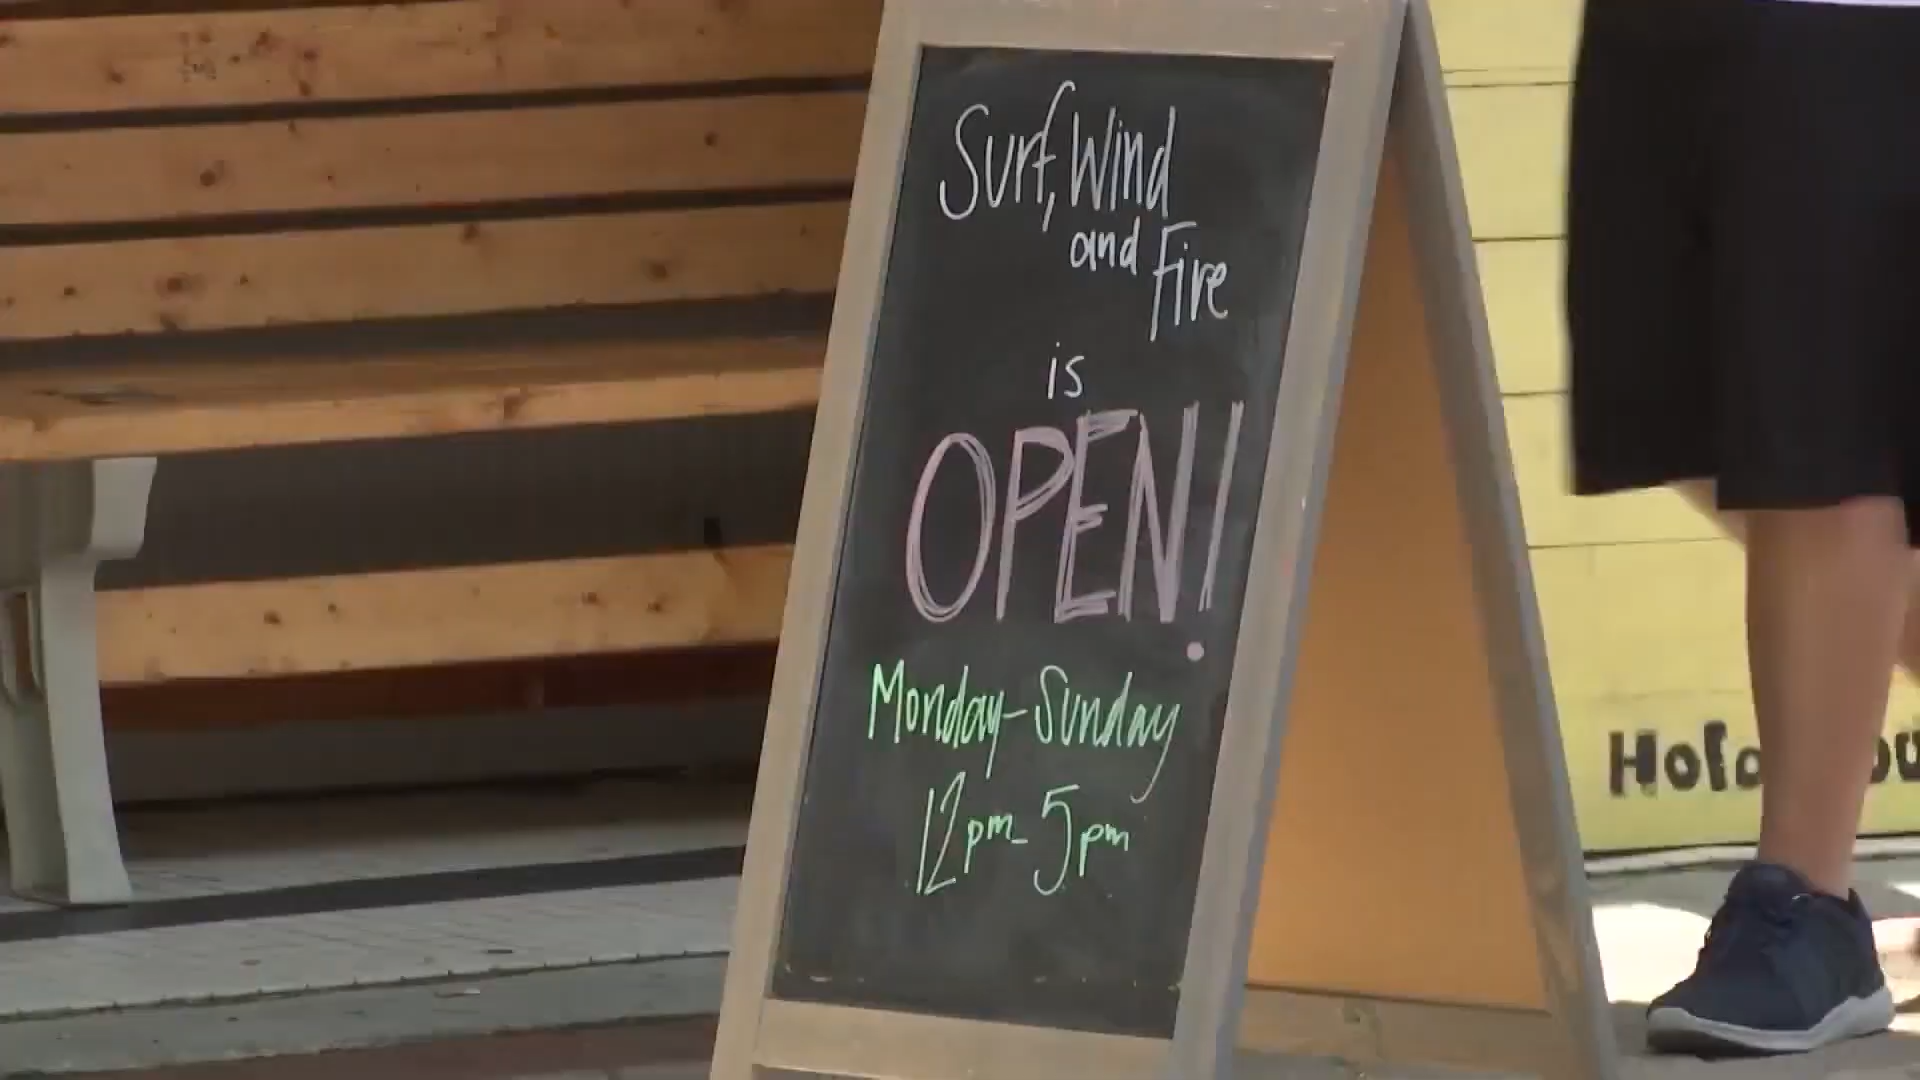 Surf, Wind
and Fire
is
OPEN!
Monday-Sunday
12pm-5pm